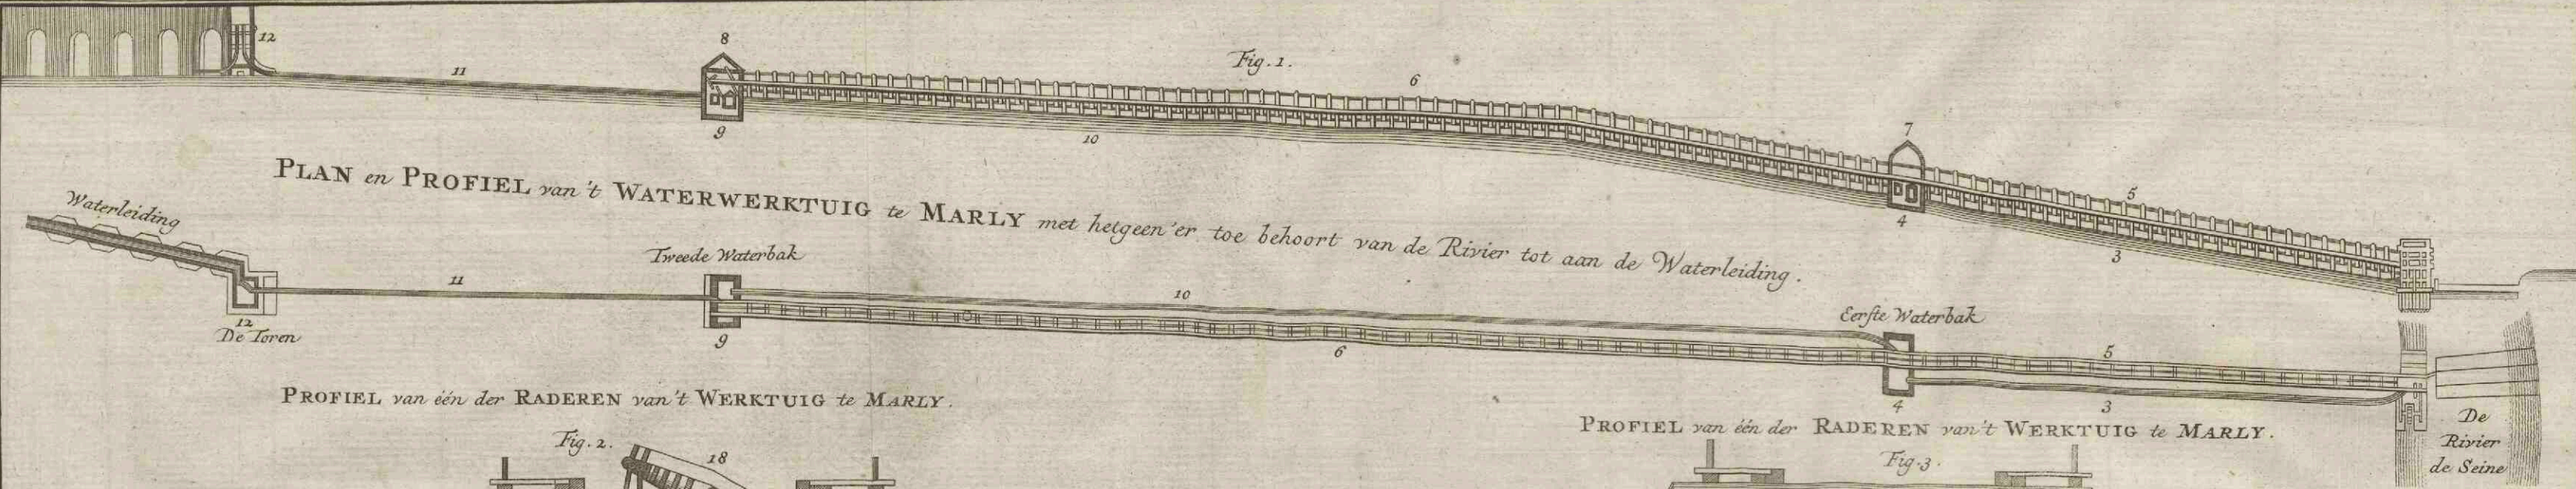 12
8
11
Fig. 1.
6
9
10
7
PLAN en PROFIEL van 't WATERWERKTUIG te MARLY met hetgeen 'er toe behoort van de Rivier tot aan de Waterleiding.
5
4
3
Waterleiding
Tweede Waterbak
11
10
Eerste Waterbak
12
De Toren
9
6
5
4
3
De
Rivier
de Seine
PROFIEL van één der RADEREN van 't WERKTUIG te MARLY.
Fig. 2.
18
PROFIEL van één der RADEREN van 't WERKTUIG te MARLY.
Fig. 3.